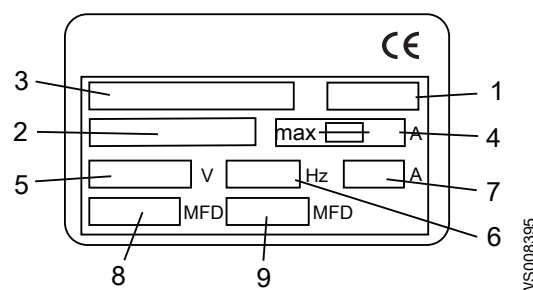 CE
3 1
2 max A 4
5 V Hz A 7
MFD MFD 6
8 9
VS008395